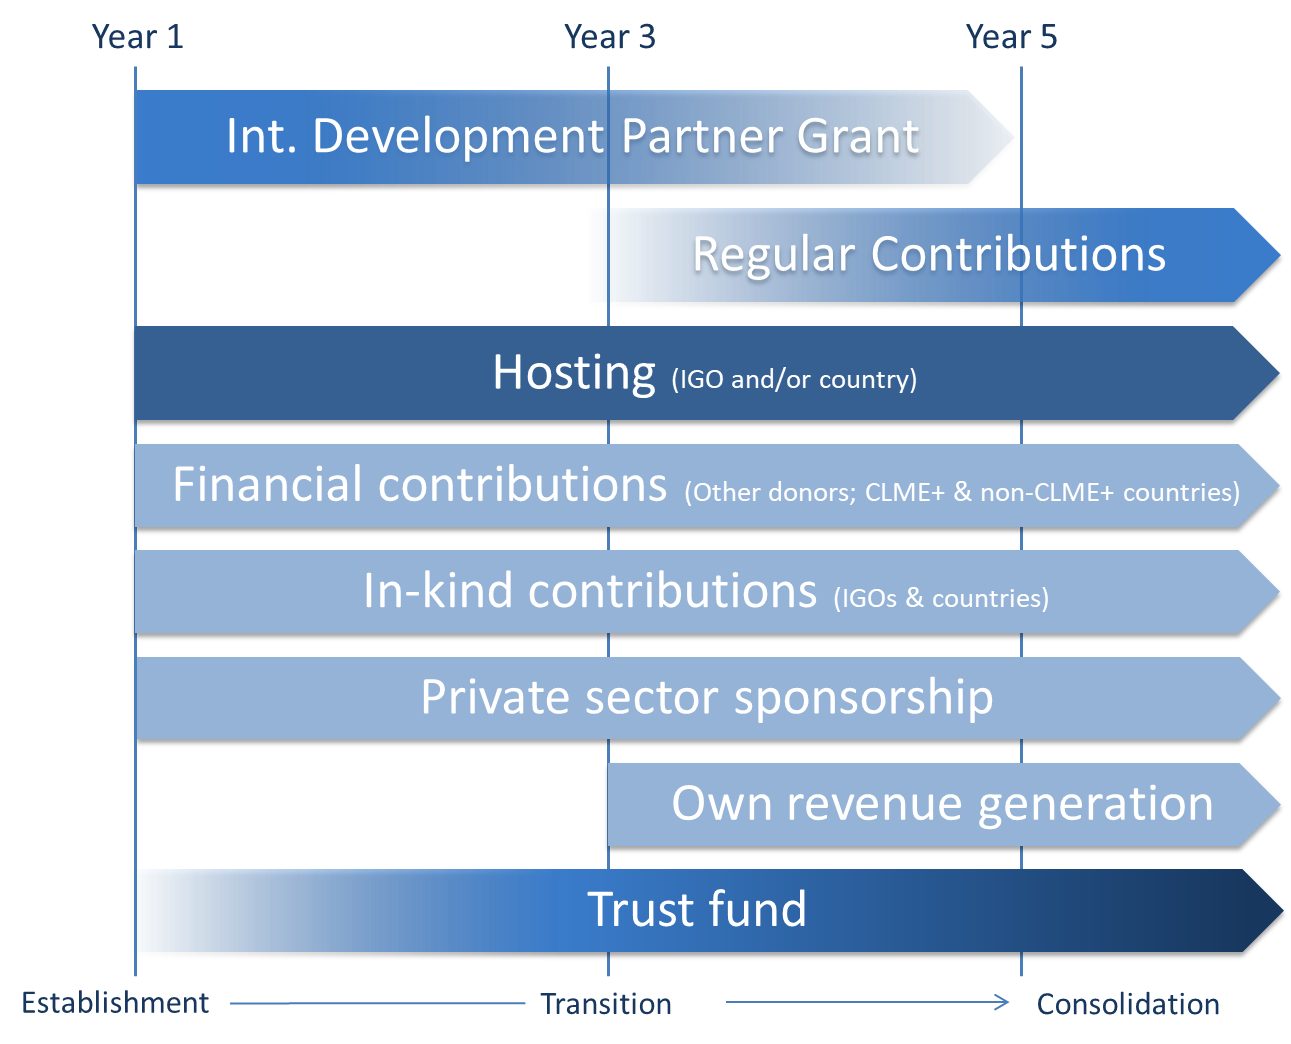 Year 1 Year 3 Year 5
Int. Development Partner Grant
Regular Contributions
Hosting (IGO and/or country)
Financial contributions (Other donors; CLME+ & non-CLME+ countries)
In-kind contributions (IGOs & countries)
Private sector sponsorship
Own revenue generation
Trust fund
Establishment Transition Consolidation